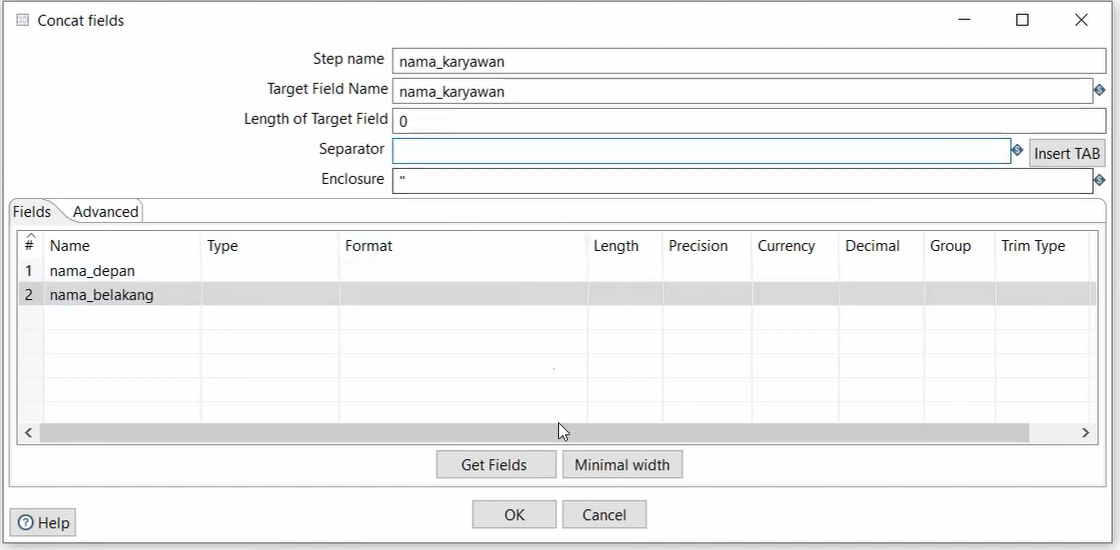 Concat fields
Step name nama_karyawan
Target Field Name nama_karyawan
Length of Target Field 0
Separator Insert TAB
Enclosure "
Fields Advanced
# Name Type Format Length Precision Currency Decimal Group Trim Type
1 nama_depan
2 nama_belakang
Get Fields Minimal width
OK Cancel
Help